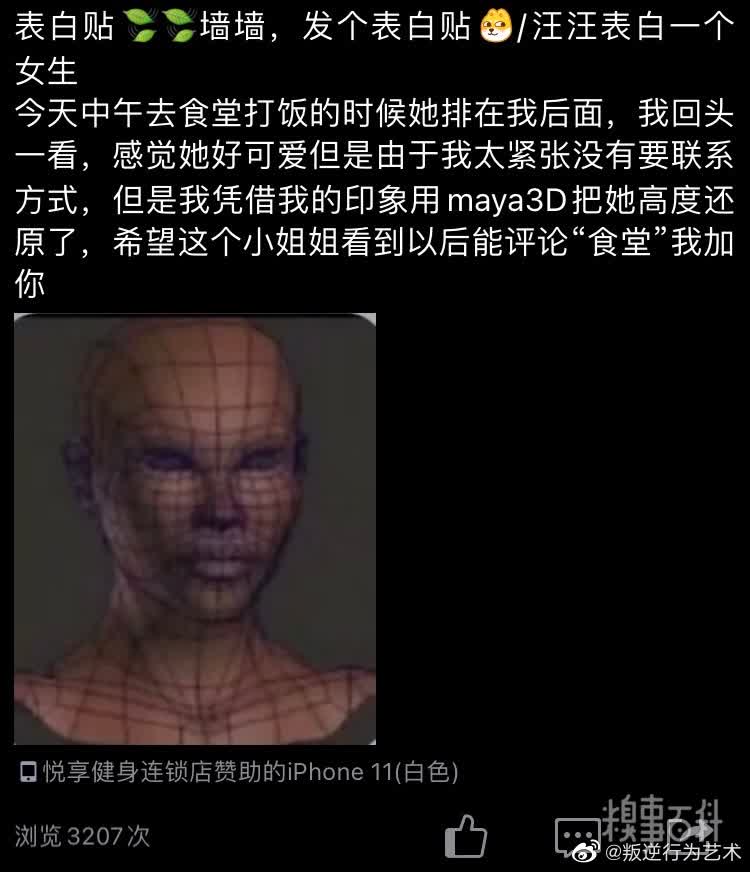 表白贴🍃🍃墙墙，发个表白贴/汪汪表白一个
女生
今天中午去食堂打饭的时候她排在我后面，我回头
一看，感觉她好可爱但是由于我太紧张没有要联系
方式，但是我凭借我的印象用maya3D把她高度还
原了，希望这个小姐姐看到以后能评论“食堂”我加
你
悦享健身连锁店赞助的iPhone 11(白色)
浏览3207次
糗事百科
@叛逆行为艺术